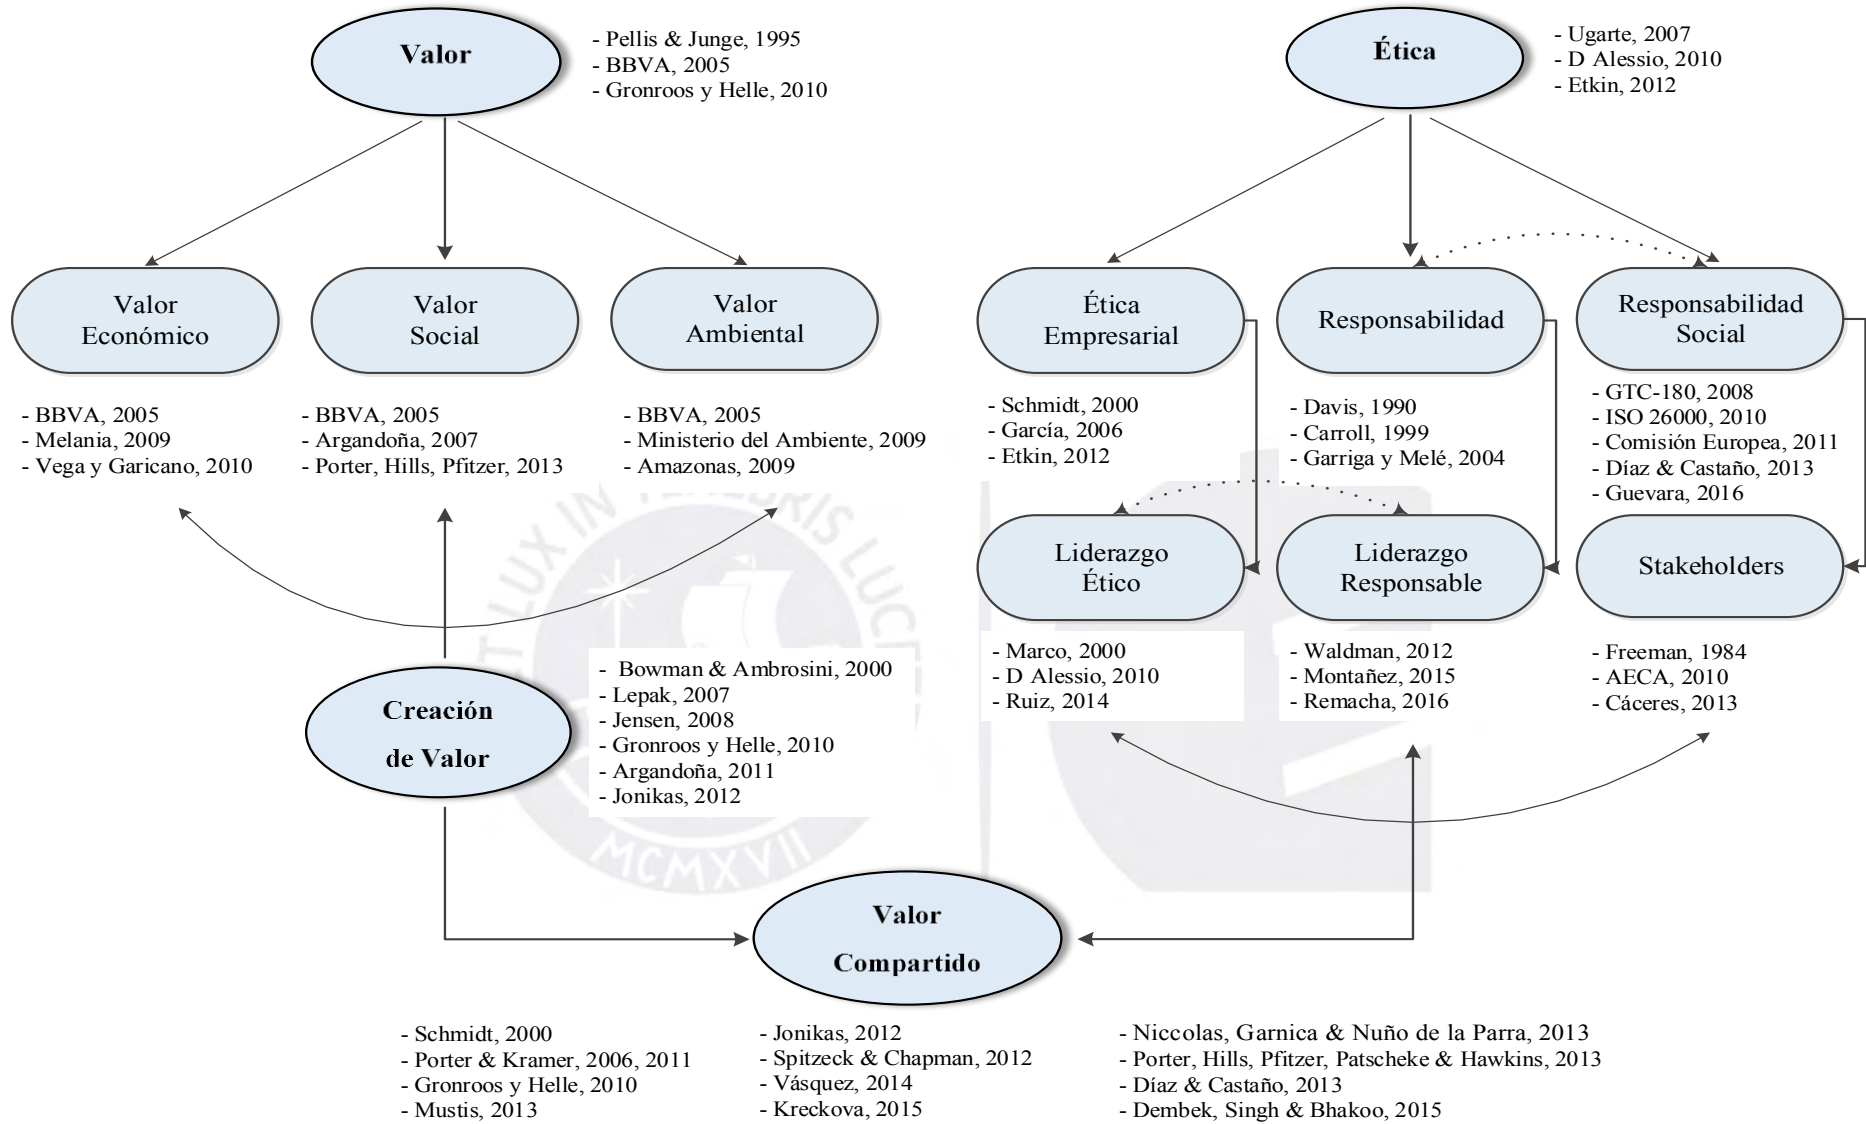 Valor
- Pellis & Junge, 1995
- BBVA, 2005
- Gronroos y Helle, 2010
Ética
- Ugarte, 2007
- D Alessio, 2010
- Etkin, 2012
Valor
Económico
Valor
Social
Valor
Ambiental
Ética
Empresarial
Responsabilidad
Responsabilidad
Social
- BBVA, 2005
- Melania, 2009
- Vega y Garicano, 2010
- BBVA, 2005
- Argandoña, 2007
- Porter, Hills, Pfitzer, 2013
- BBVA, 2005
- Ministerio del Ambiente, 2009
- Amazonas, 2009
- Schmidt, 2000
- García, 2006
- Etkin, 2012
- Davis, 1990
- Carroll, 1999
- Garriga y Melé, 2004
- GTC-180, 2008
- ISO 26000, 2010
- Comisión Europea, 2011
- Díaz & Castaño, 2013
- Guevara, 2016
Liderazgo
Ético
Liderazgo
Responsable
Stakeholders
- Marco, 2000
- D Alessio, 2010
- Ruiz, 2014
- Waldman, 2012
- Montañez, 2015
- Remacha, 2016
- Freeman, 1984
- AECA, 2010
- Cáceres, 2013
Creación
de Valor
- Bowman & Ambrosini, 2000
- Lepak, 2007
- Jensen, 2008
- Gronroos y Helle, 2010
- Argandoña, 2011
- Jonikas, 2012
ET LUX IN TENEBRIS LUCET
MCMXVII
Valor
Compartido
- Schmidt, 2000
- Porter & Kramer, 2006, 2011
- Gronroos y Helle, 2010
- Mustis, 2013
- Jonikas, 2012
- Spitzeck & Chapman, 2012
- Vásquez, 2014
- Kreckova, 2015
- Niccolas, Garnica & Nuño de la Parra, 2013
- Porter, Hills, Pfitzer, Patscheke & Hawkins, 2013
- Díaz & Castaño, 2013
- Dembek, Singh & Bhakoo, 2015